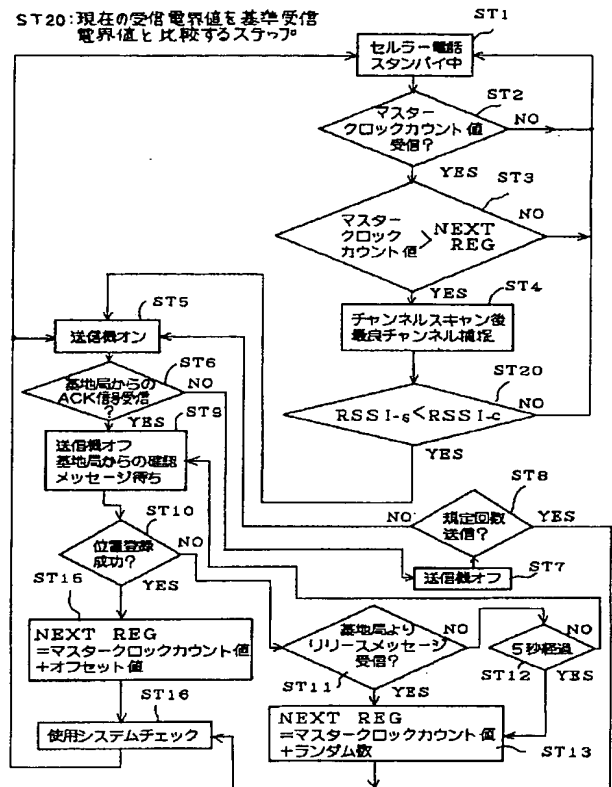 ST20:現在の受信電界値を基準受信
電界値と比較するステップ
ST1
セルラー電話
スタンバイ中
ST2
マスター
クロックカウント値
受信?
NO
YES
ST3
マスター
クロック
カウント値
>
NEXT
REG
NO
YES
ST4
チャンネルスキャン後
最良チャンネル捕捉
ST20
RSSI-s<RSSI-c
NO
YES
ST5
送信機オン
ST6
基地局からの
ACK信号受信
?
NO
YES
ST9
送信機オフ
基地局からの確認
メッセージ待ち
ST8
規定回数
送信?
NO
YES
ST7
送信機オフ
ST10
位置登録
成功?
NO
YES
ST15
NEXT REG
=マスタークロックカウント値
+オフセット値
ST16
使用システムチェック
ST11
基地局より
リリースメッセージ
受信?
NO
YES
ST12
5秒経過
NO
YES
ST13
NEXT REG
=マスタークロックカウント値
+ランダム数